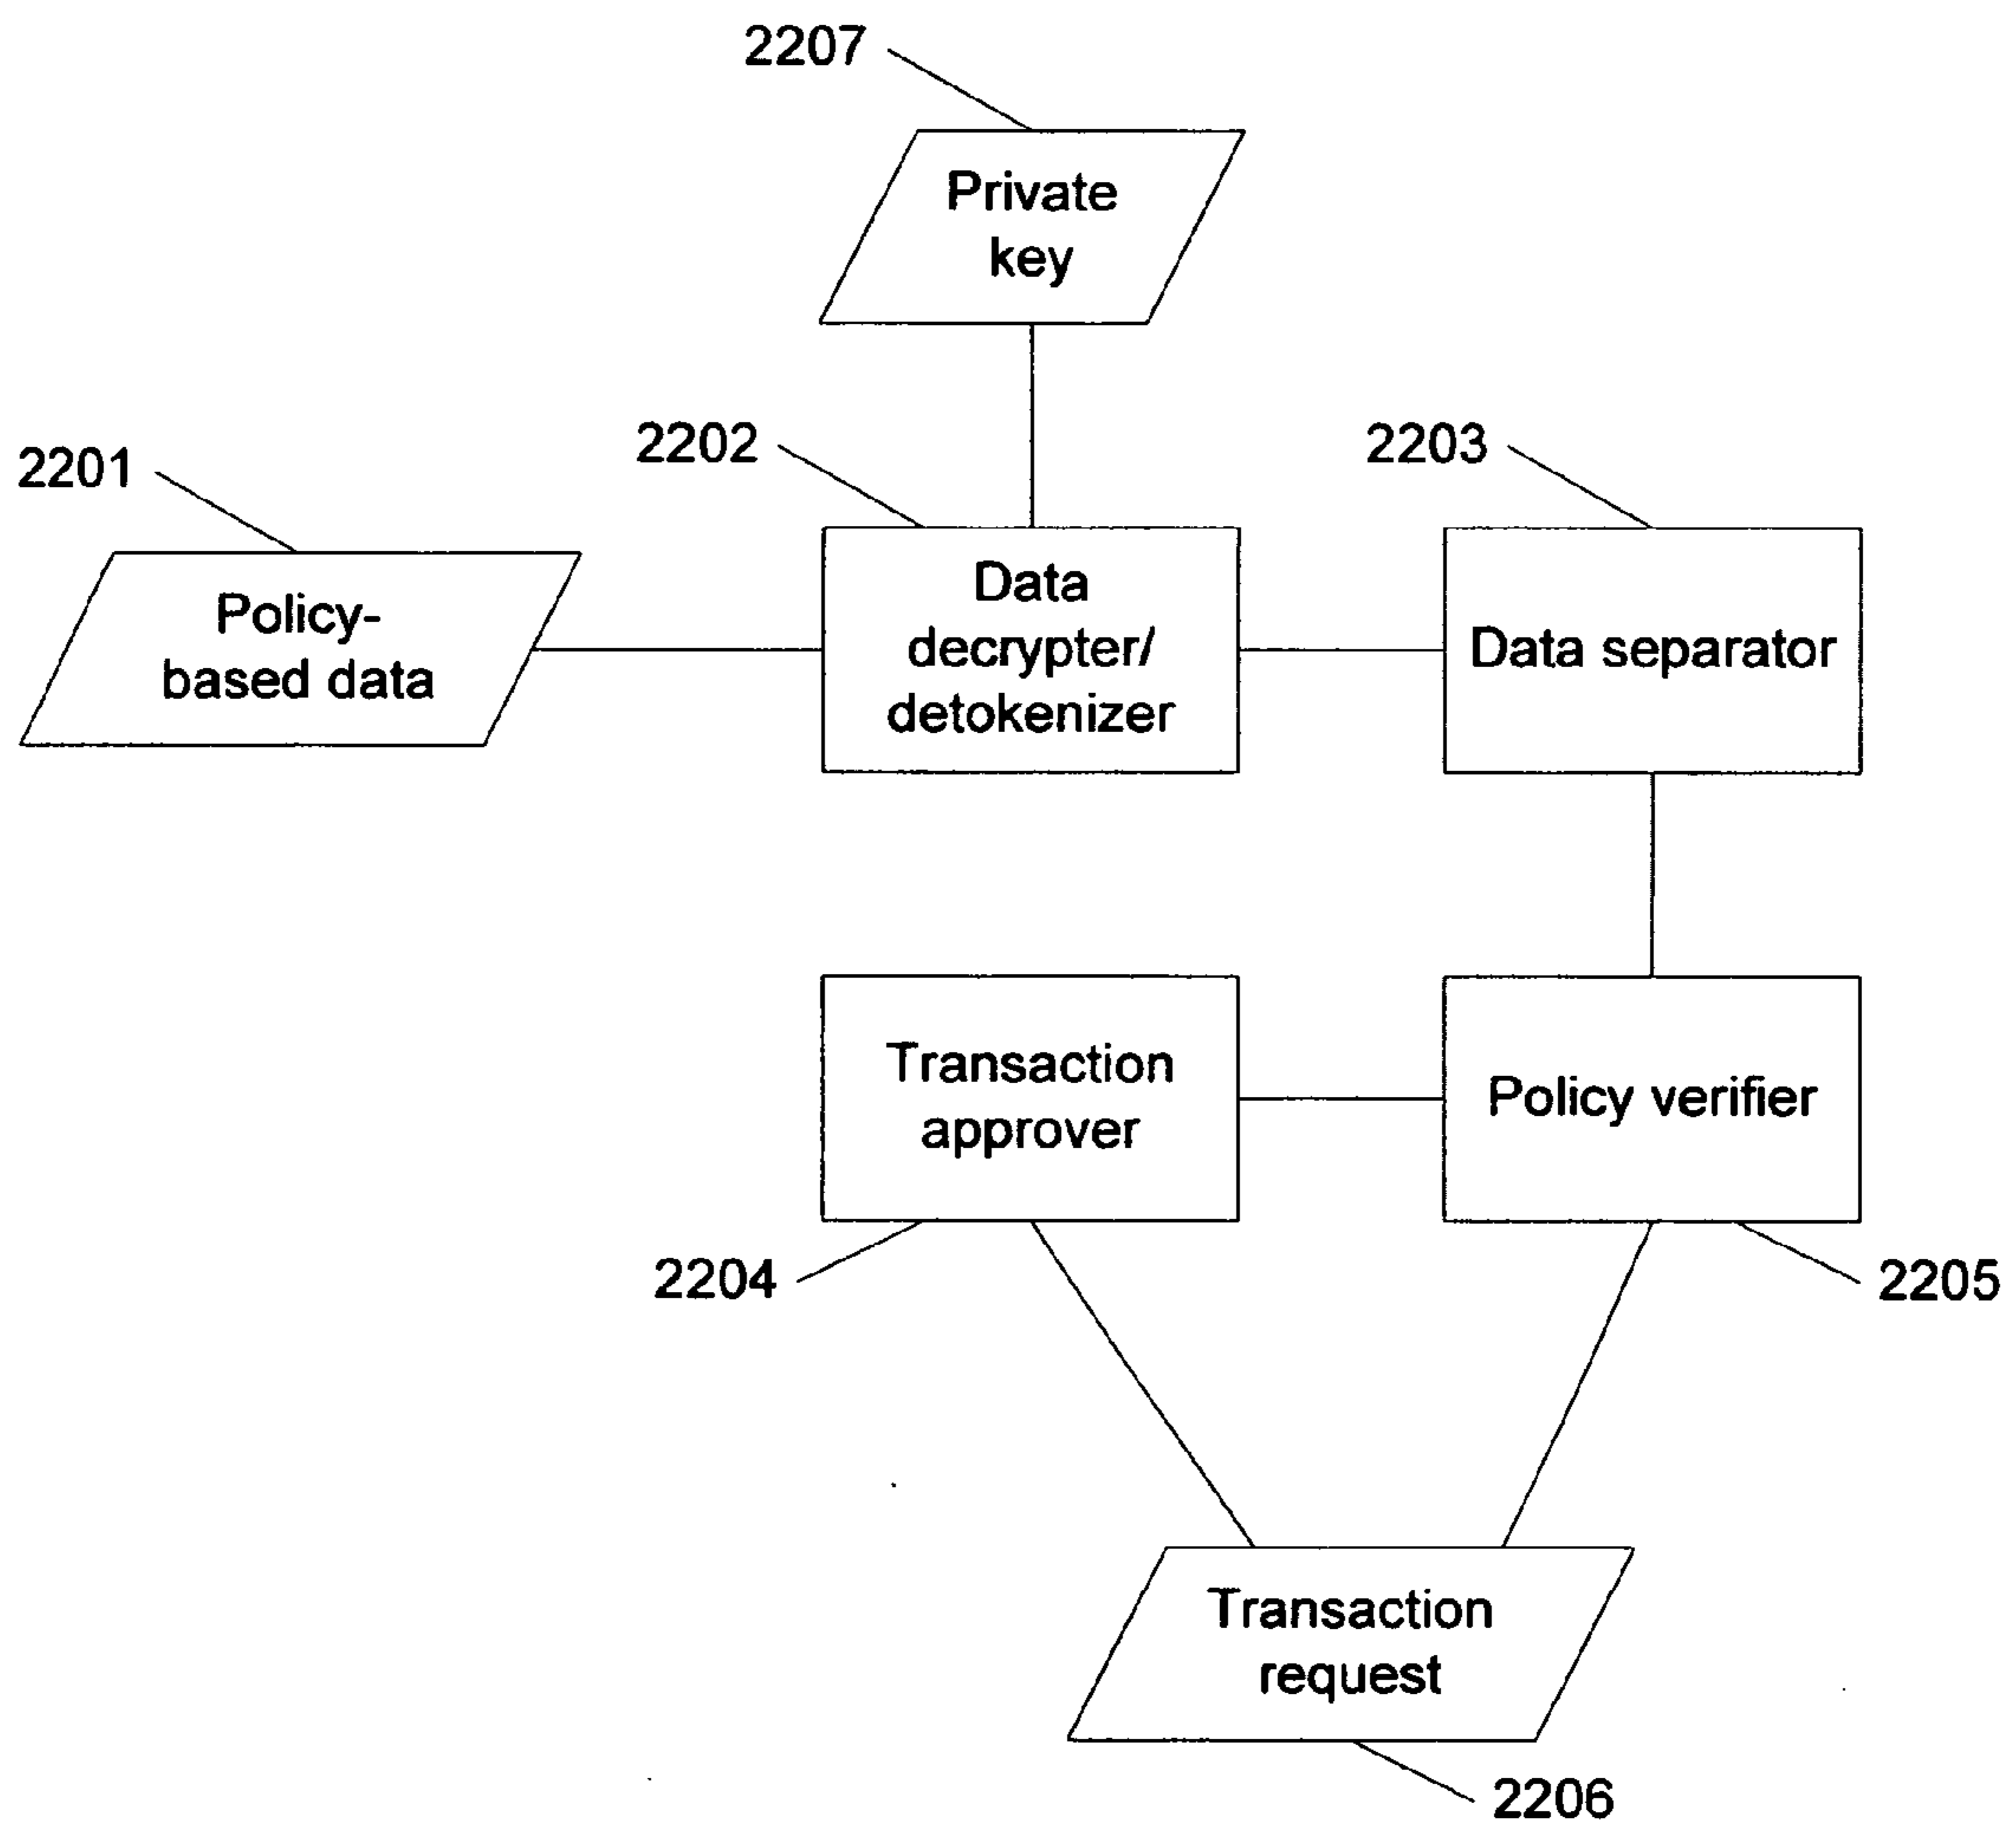 2207
Private
key
2201
2202
2203
Policy-
based data
Data
decrypter/
detokenizer
Data separator
Transaction
approver
Policy verifier
2204
2205
Transaction
request
2206